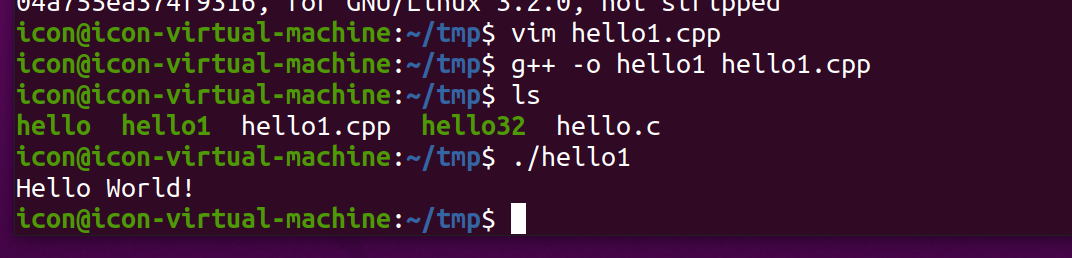 04a755ea374f9316, for GNU/Linux 3.2.0, not stripped
icon@icon-virtual-machine:~/tmp$ vim hello1.cpp
icon@icon-virtual-machine:~/tmp$ g++ -o hello1 hello1.cpp
icon@icon-virtual-machine:~/tmp$ ls
hello  hello1  hello1.cpp  hello32  hello.c
icon@icon-virtual-machine:~/tmp$ ./hello1
Hello World!
icon@icon-virtual-machine:~/tmp$